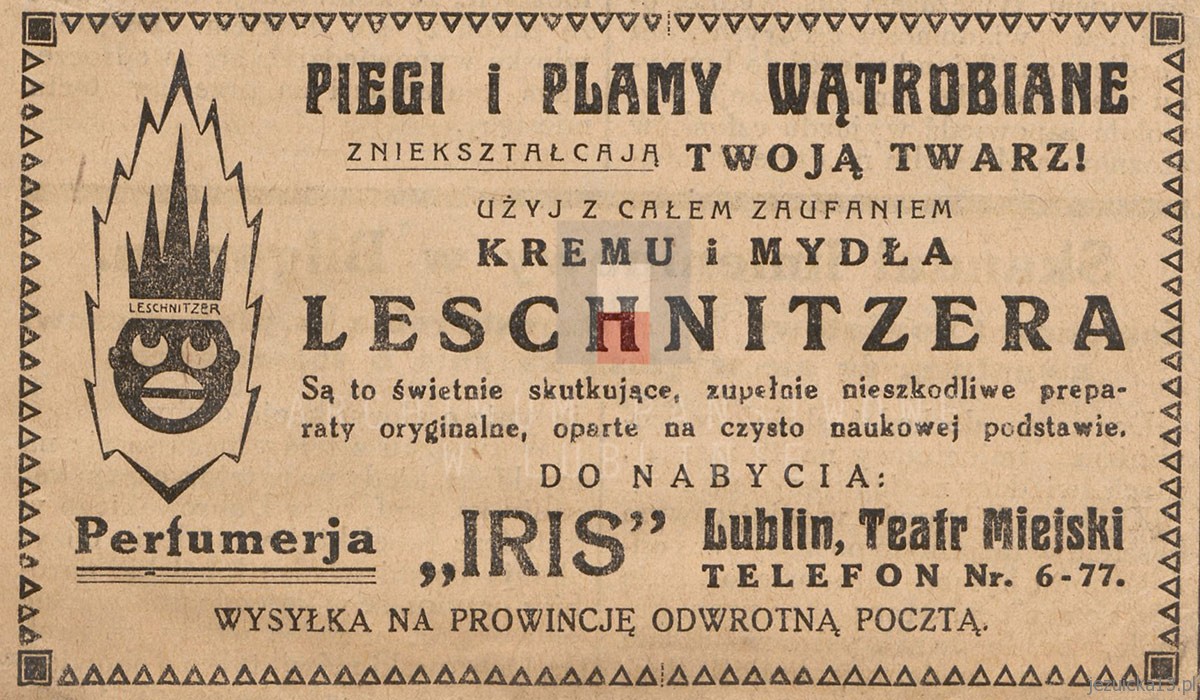 PIEGI i PLAMY WĄTROBIANE
ZNIEKSZTAŁCAJĄ TWOJĄ TWARZ!
UŻYJ Z CAŁEM ZAUFANIEM
KREMU i MYDŁA
LESCHNITZER
LESCHNITZERA
Są to świetnie skutkujące, zupełnie nieszkodliwe prepa-
raty oryginalne, oparte na czysto naukowej podstawie.
DO NABYCIA:
Perfumerja „IRIS” Lublin, Teatr Miejski
TELEFON Nr. 6-77.
WYSYŁKA NA PROWINCJĘ ODWROTNĄ POCZTĄ.
jezuicka13.pl